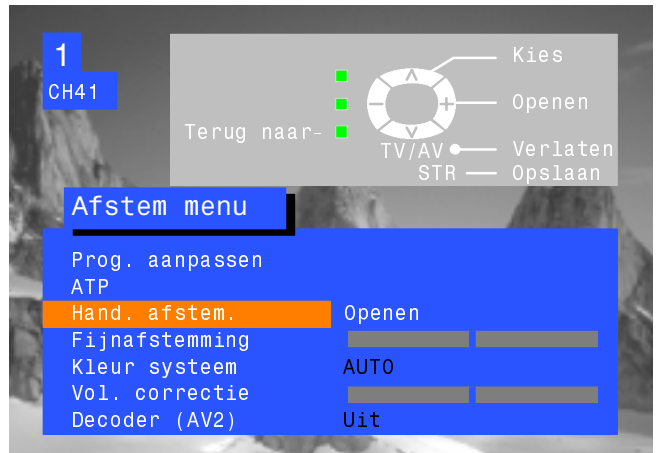 1
CH41
Kies
Openen
Terug naar-
TV/AV Verlaten
STR Opslaan
Afstem menu
Prog. aanpassen
ATP
Hand. afstem. Openen
Fijnafstemming
Kleur systeem AUTO
Vol. correctie
Decoder (AV2) Uit